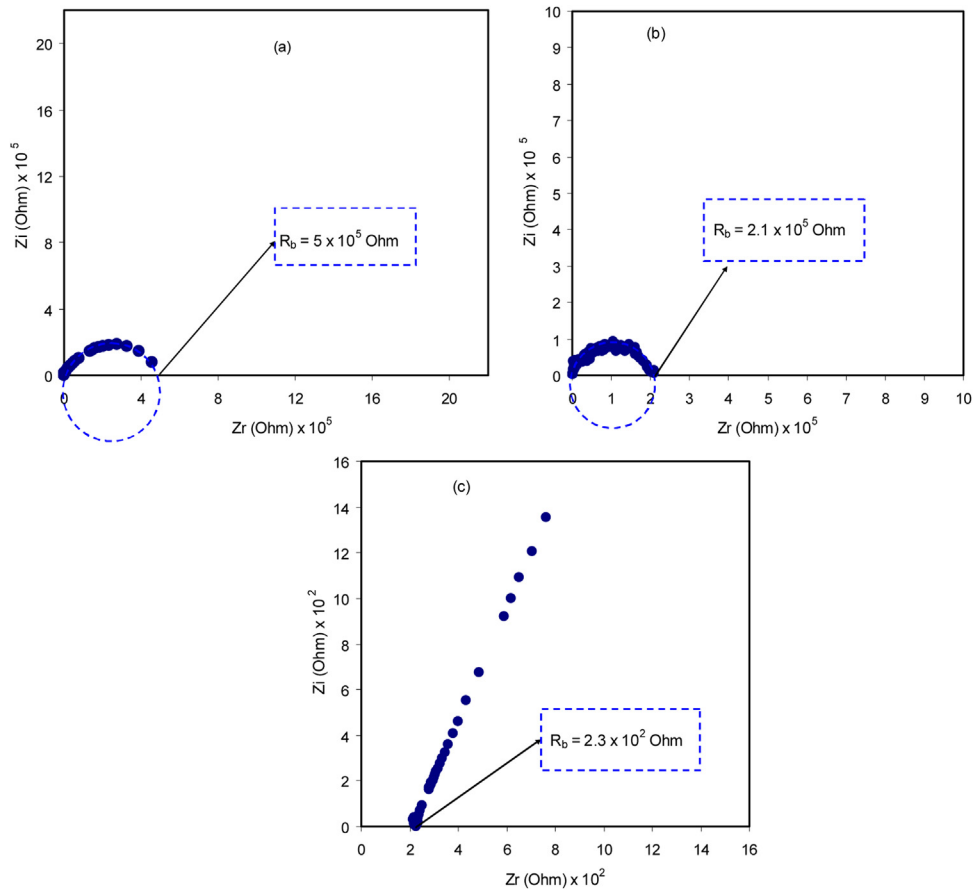 (a)
20
16
12
8
4
0
Zi (Ohm) x 10^5
R_b = 5 x 10^5 Ohm
0 4 8 12 16 20
Zr (Ohm) x 10^5
(b)
10
9
8
7
6
5
4
3
2
1
0
Zi (Ohm) x 10^5
R_b = 2.1 x 10^5 Ohm
0 1 2 3 4 5 6 7 8 9 10
Zr (Ohm) x 10^5
(c)
16
14
12
10
8
6
4
2
0
Zi (Ohm) x 10^2
R_b = 2.3 x 10^2 Ohm
0 2 4 6 8 10 12 14 16
Zr (Ohm) x 10^2